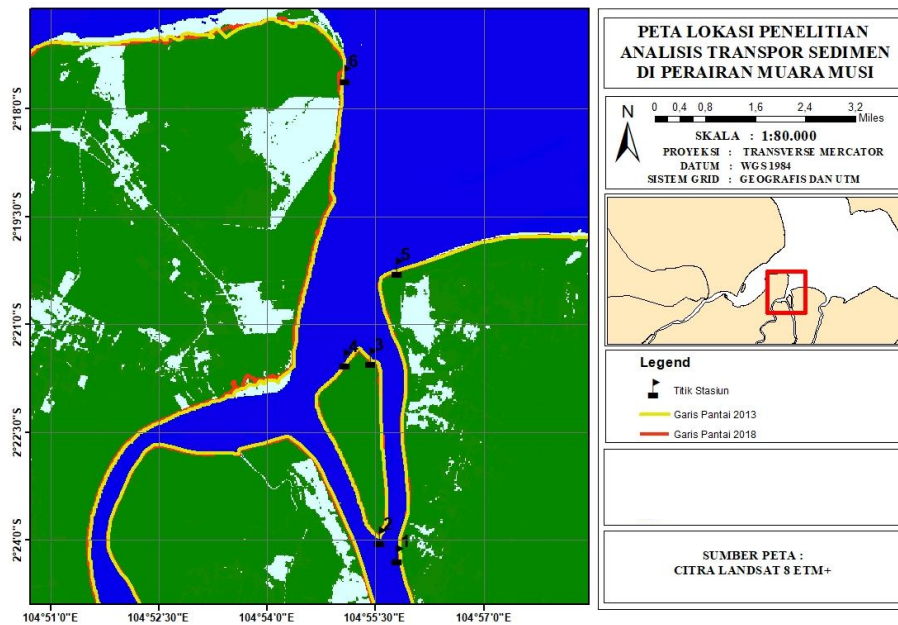 6
5
4
3
2
1
2°18'0"S
2°19'30"S
2°21'0"S
2°22'30"S
2°24'0"S
104°51'0"E
104°52'30"E
104°54'0"E
104°55'30"E
104°57'0"E
PETA LOKASI PENELITIAN
ANALISIS TRANSPOR SEDIMEN
DI PERAIRAN MUARA MUSI
N
0 0,4 0,8 1,6 2,4 3,2
Miles
SKALA : 1:80.000
PROYEKSI : TRANSVERSE MERCATOR
DATUM : WGS1984
SISTEM GRID : GEOGRAFIS DAN UTM
Legend
Titik Stasiun
Garis Pantai 2013
Garis Pantai 2018
SUMBER PETA :
CITRA LANDSAT 8 ETM+